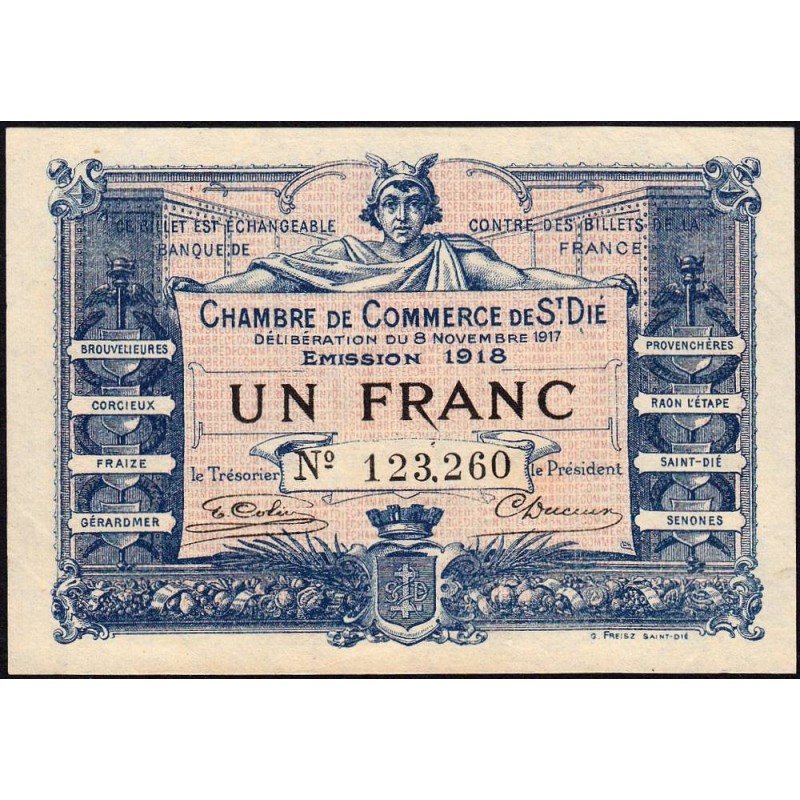 CE BILLET EST ÉCHANGEABLE CONTRE DES BILLETS DE LA
BANQUE DE FRANCE
CHAMBRE DE COMMERCE DE ST DIÉ
DÉLIBÉRATION DU 8 NOVEMBRE 1917
EMISSION 1918
UN FRANC
le Trésorier No 123,260 le Président
BROUVELIEURES
CORCIEUX
FRAIZE
GÉRARDMER
PROVENCHÈRES
RAON L'ÉTAPE
SAINT-DIÉ
SENONES
G. FREISZ SAINT-DIÉ